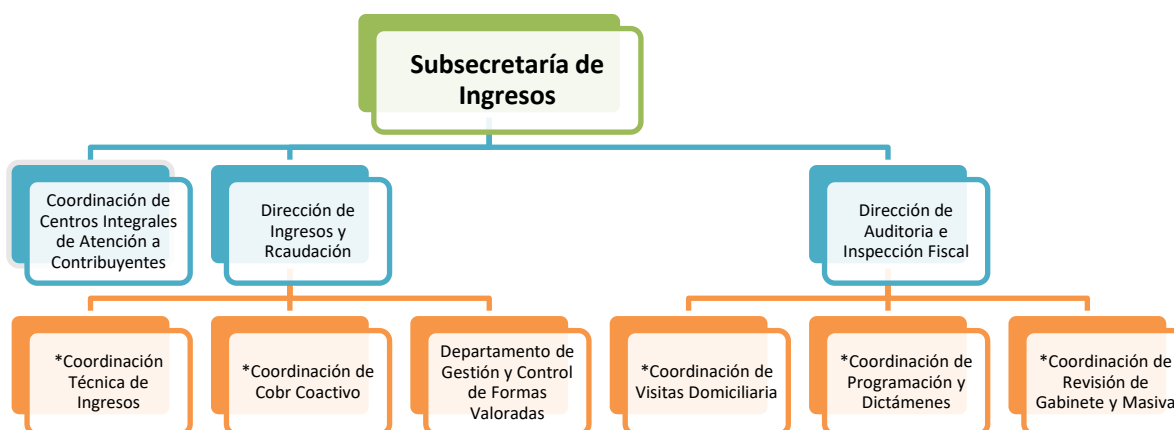 Subsecretaría de
Ingresos
Coordinación de
Centros Integrales
de Atención a
Contribuyentes
Dirección de
Ingresos y
Rcaudación
Dirección de
Auditoria e
Inspección Fiscal
*Coordinación
Técnica de
Ingresos
*Coordinación de
Cobr Coactivo
Departamento de
Gestión y Control
de Formas
Valoradas
*Coordinación de
Visitas Domiciliaria
*Coordinación de
Programación y
Dictámenes
*Coordinación de
Revisión de
Gabinete y Masiva